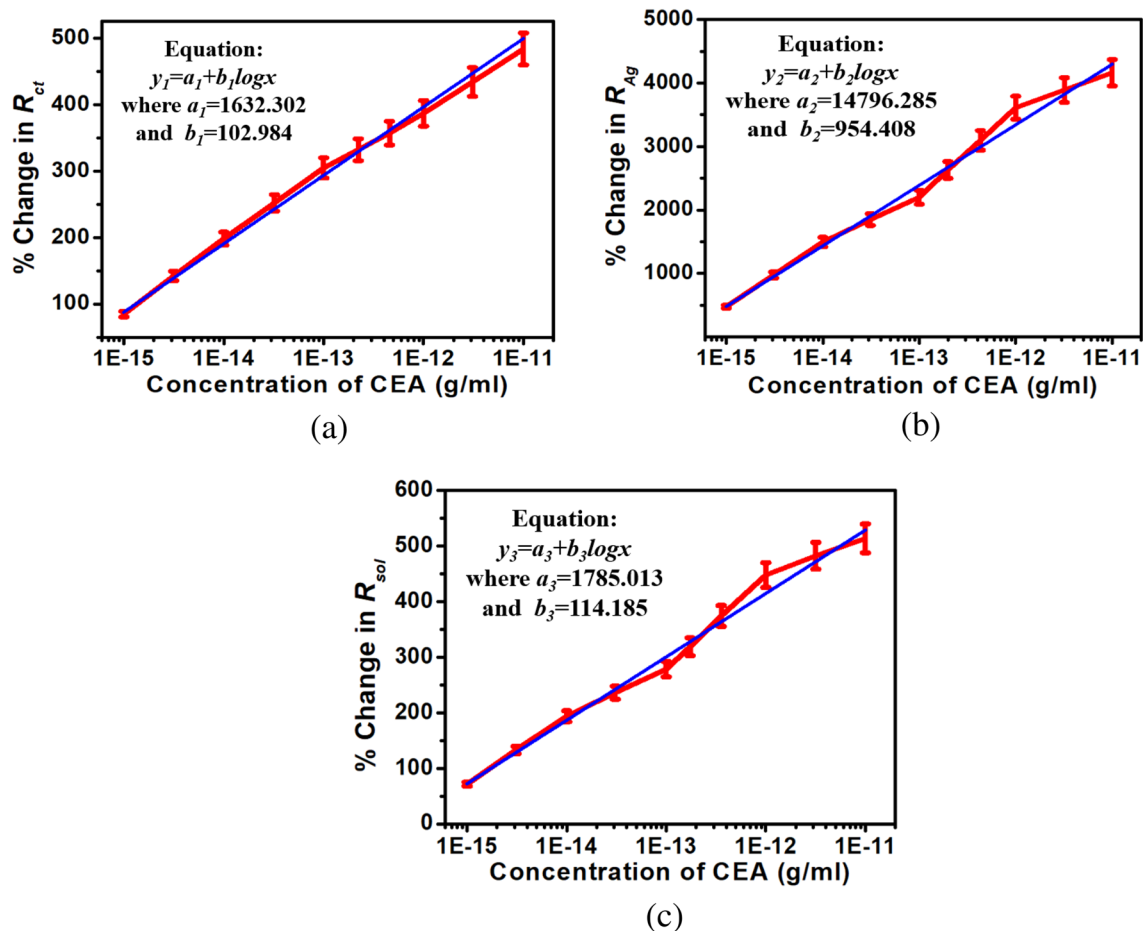 500
400
300
200
100
% Change in Rct
Equation:
y1=a1+b1logx
where a1=1632.302
and b1=102.984
1E-15 1E-14 1E-13 1E-12 1E-11
Concentration of CEA (g/ml)
(a)
5000
4000
3000
2000
1000
% Change in RAg
Equation:
y2=a2+b2logx
where a2=14796.285
and b2=954.408
1E-15 1E-14 1E-13 1E-12 1E-11
Concentration of CEA (g/ml)
(b)
600
500
400
300
200
100
0
% Change in Rsol
Equation:
y3=a3+b3logx
where a3=1785.013
and b3=114.185
1E-15 1E-14 1E-13 1E-12 1E-11
Concentration of CEA (g/ml)
(c)